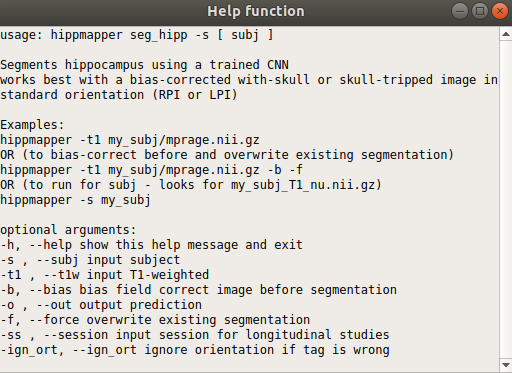 Help function
usage: hippmapper seg_hipp -s [ subj ]
Segments hippocampus using a trained CNN
works best with a bias-corrected with-skull or skull-tripped image in
standard orientation (RPI or LPI)
Examples:
hippmapper -t1 my_subj/mprage.nii.gz
OR (to bias-correct before and overwrite existing segmentation)
hippmapper -t1 my_subj/mprage.nii.gz -b -f
OR (to run for subj - looks for my_subj_T1_nu.nii.gz)
hippmapper -s my_subj
optional arguments:
-h, --help show this help message and exit
-s , --subj input subject
-t1 , --t1w input T1-weighted
-b, --bias bias field correct image before segmentation
-o , --out output prediction
-f, --force overwrite existing segmentation
-ss , --session input session for longitudinal studies
-ign_ort, --ign_ort ignore orientation if tag is wrong